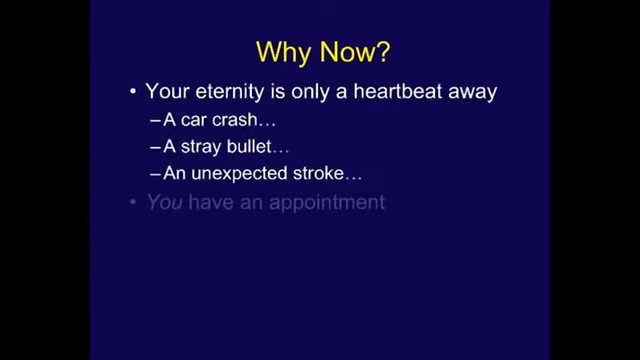 Why Now?
• Your eternity is only a heartbeat away
–A car crash…
–A stray bullet…
–An unexpected stroke…
• You have an appointment